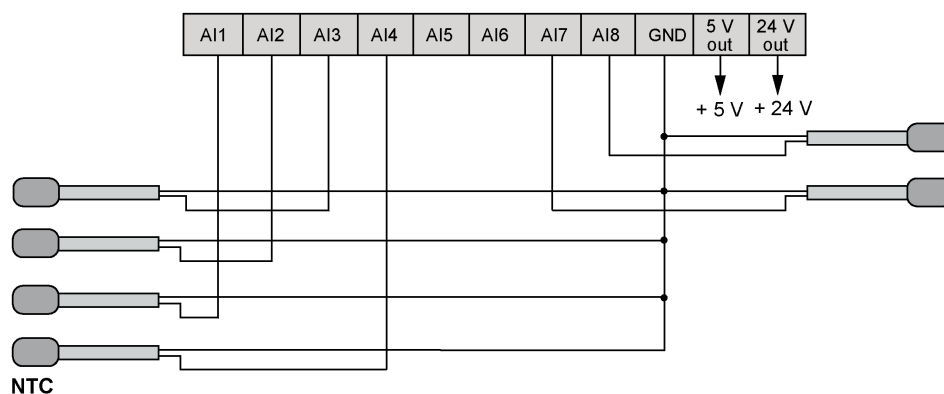 AI1 AI2 AI3 AI4 AI5 AI6 AI7 AI8 GND 5 V out 24 V out
+ 5 V + 24 V
NTC